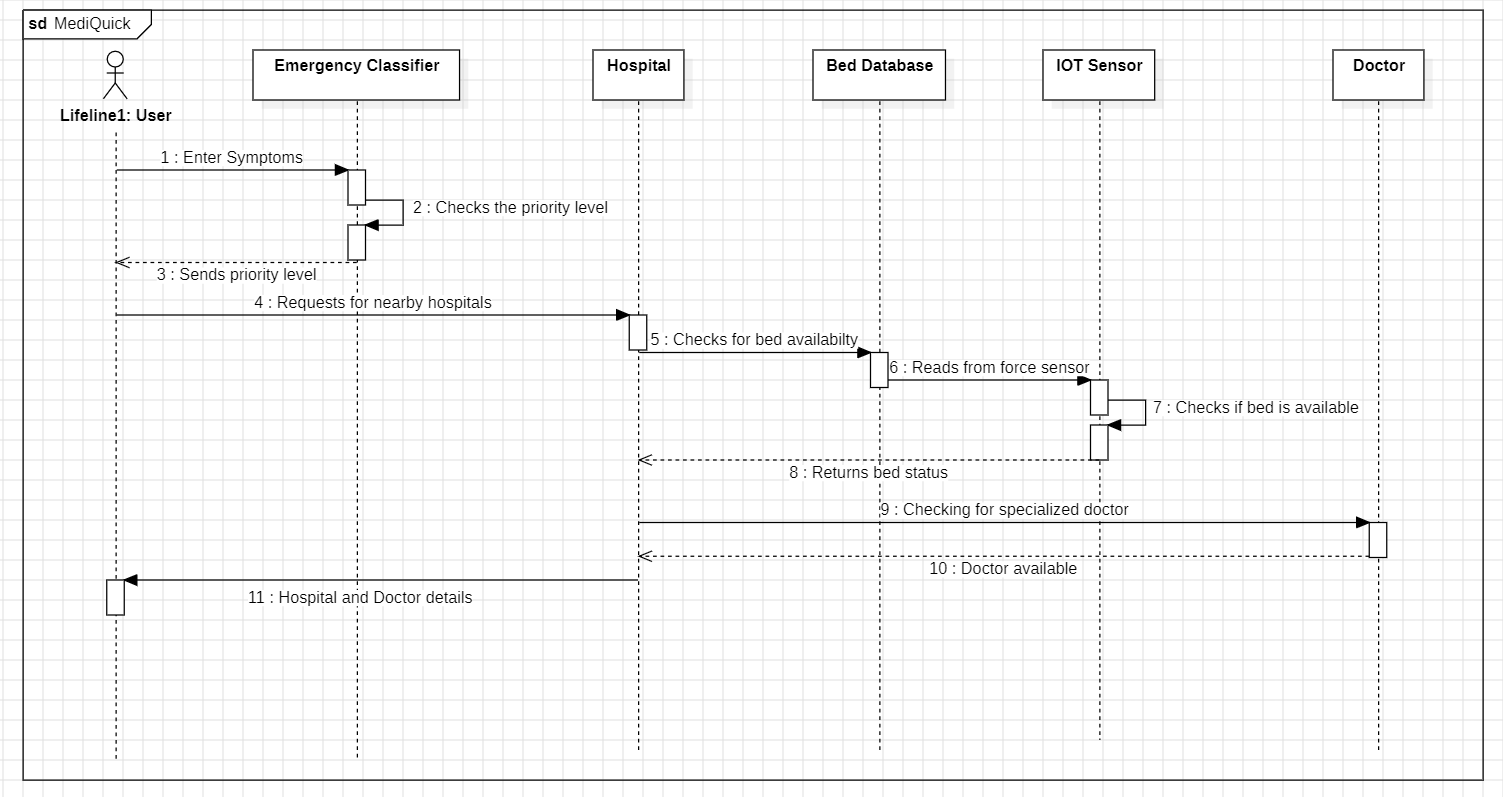 sd MediQuick
Emergency Classifier
Hospital
Bed Database
IOT Sensor
Doctor
Lifeline1: User
1 : Enter Symptoms
2 : Checks the priority level
3 : Sends priority level
4 : Requests for nearby hospitals
5 : Checks for bed availabilty
6 : Reads from force sensor
7 : Checks if bed is available
8 : Returns bed status
9 : Checking for specialized doctor
10 : Doctor available
11 : Hospital and Doctor details